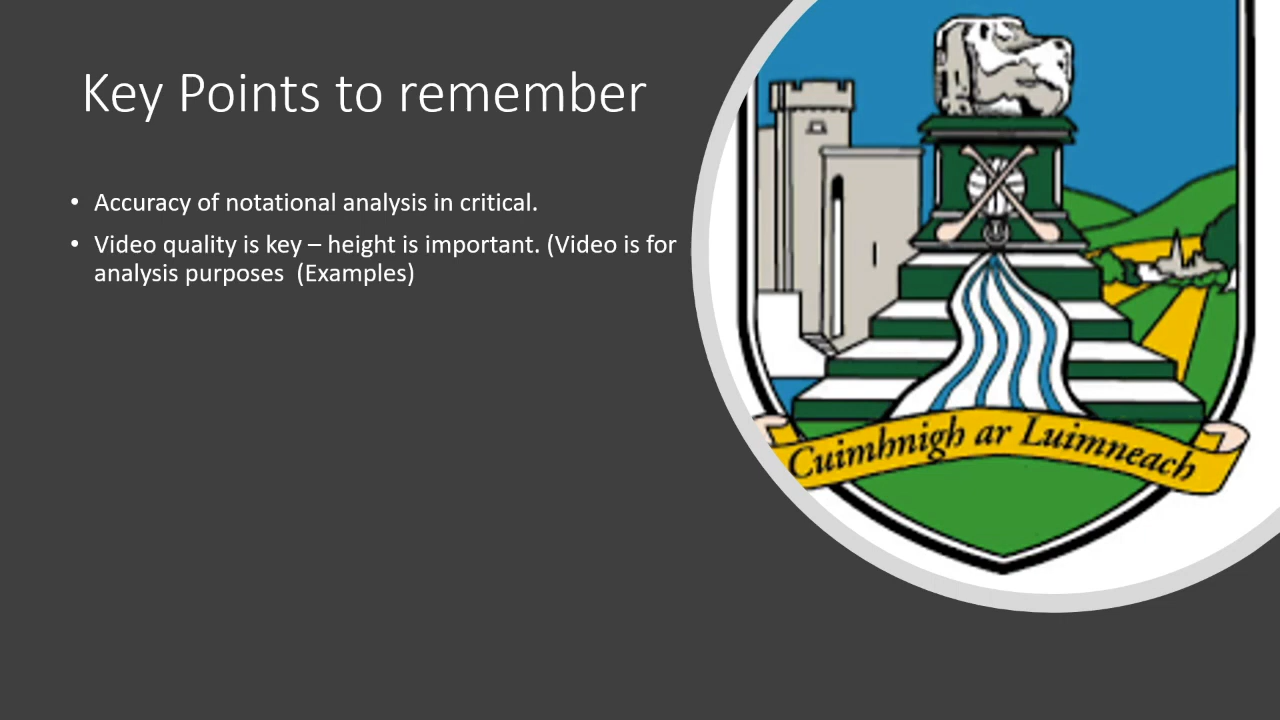 Key Points to remember
• Accuracy of notational analysis in critical.
• Video quality is key – height is important. (Video is for
analysis purposes  (Examples)
Cuimhnigh ar Luimneach